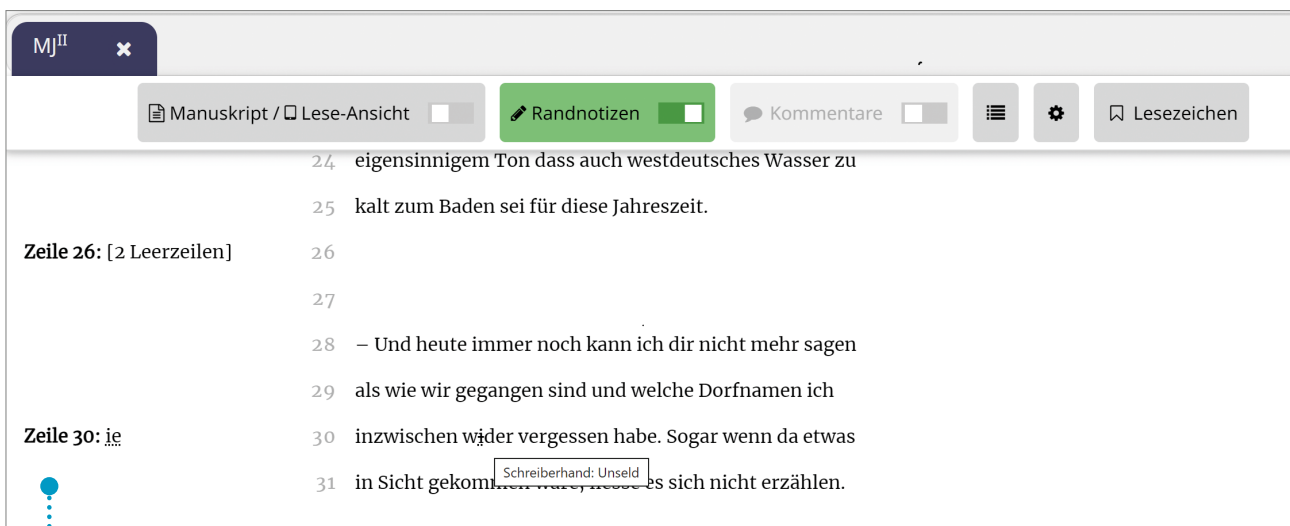 MJII
Manuskript / Lese-Ansicht Randnotizen Kommentare Lesezeichen
24 eigensinnigem Ton dass auch westdeutsches Wasser zu
25 kalt zum Baden sei für diese Jahreszeit.
Zeile 26: [2 Leerzeilen] 26
27
28 – Und heute immer noch kann ich dir nicht mehr sagen
29 als wie wir gegangen sind und welche Dorfnamen ich
Zeile 30: ie 30 inzwischen wider vergessen habe. Sogar wenn da etwas
Schreiberhand: Unseld
31 in Sicht gekommen es sich nicht erzählen.